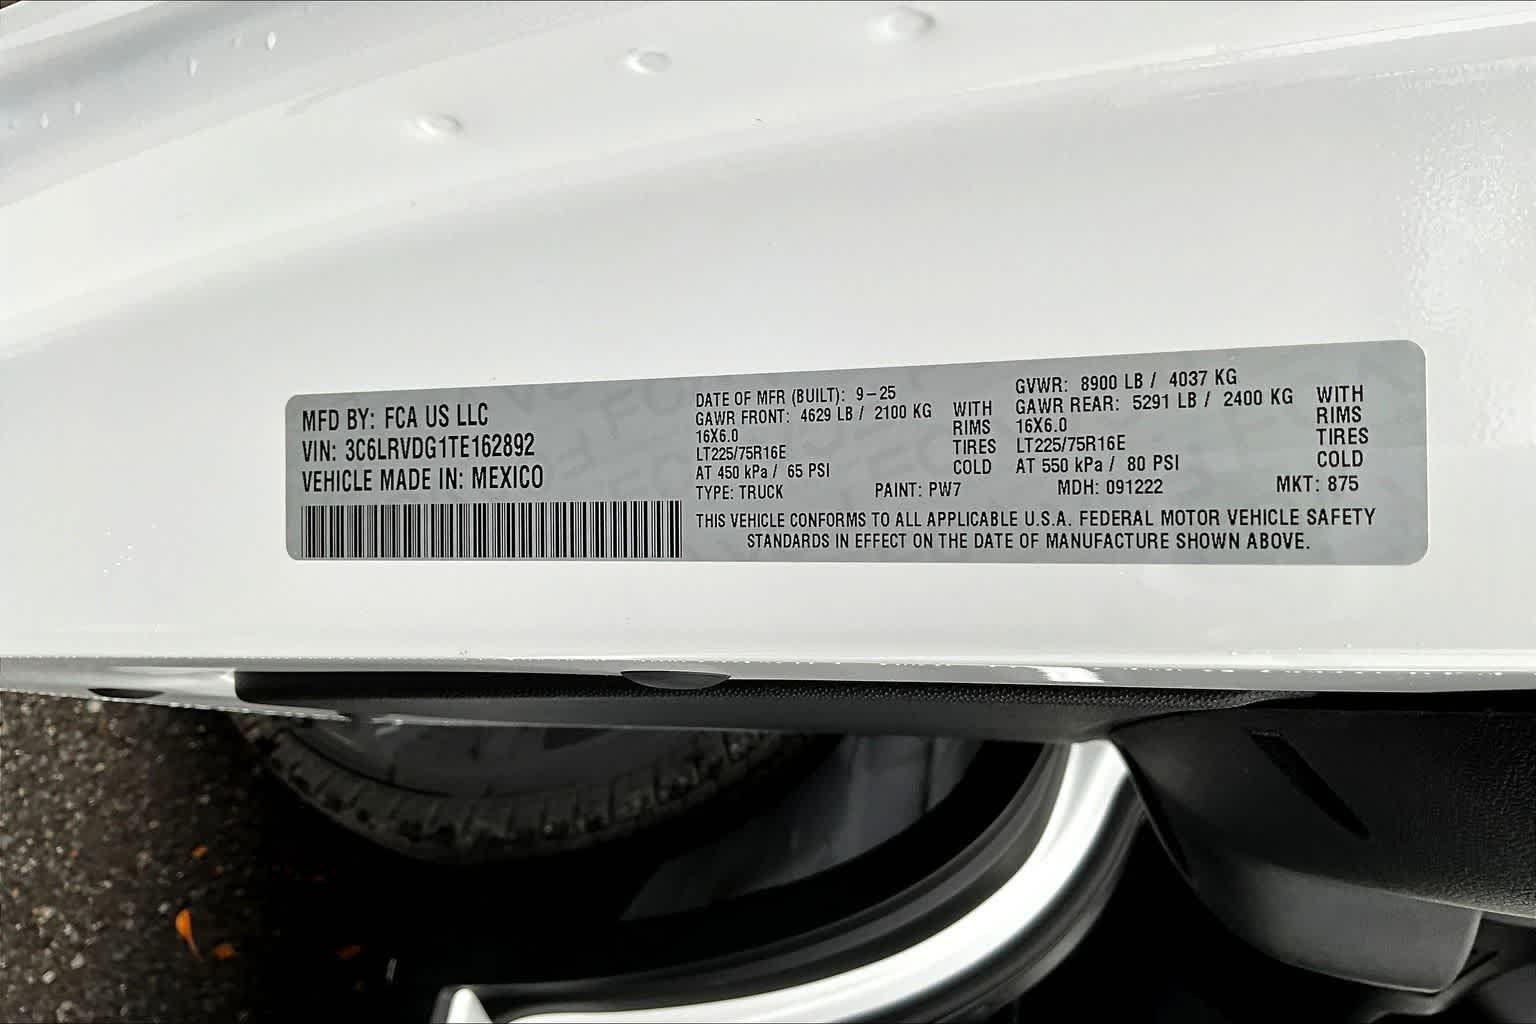 MFD BY: FCA US LLC
VIN: 3C6LRVDG1TE162892
VEHICLE MADE IN: MEXICO
DATE OF MFR (BUILT): 9-25
GAWR FRONT: 4629 LB / 2100 KG WITH
16X6.0 RIMS
LT225/75R16E TIRES
AT 450 kPa / 65 PSI COLD
GVWR: 8900 LB / 4037 KG
GAWR REAR: 5291 LB / 2400 KG WITH
16X6.0 RIMS
LT225/75R16E TIRES
AT 550 kPa / 80 PSI COLD
TYPE: TRUCK PAINT: PW7 MDH: 091222 MKT: 875
THIS VEHICLE CONFORMS TO ALL APPLICABLE U.S.A. FEDERAL MOTOR VEHICLE SAFETY
STANDARDS IN EFFECT ON THE DATE OF MANUFACTURE SHOWN ABOVE.